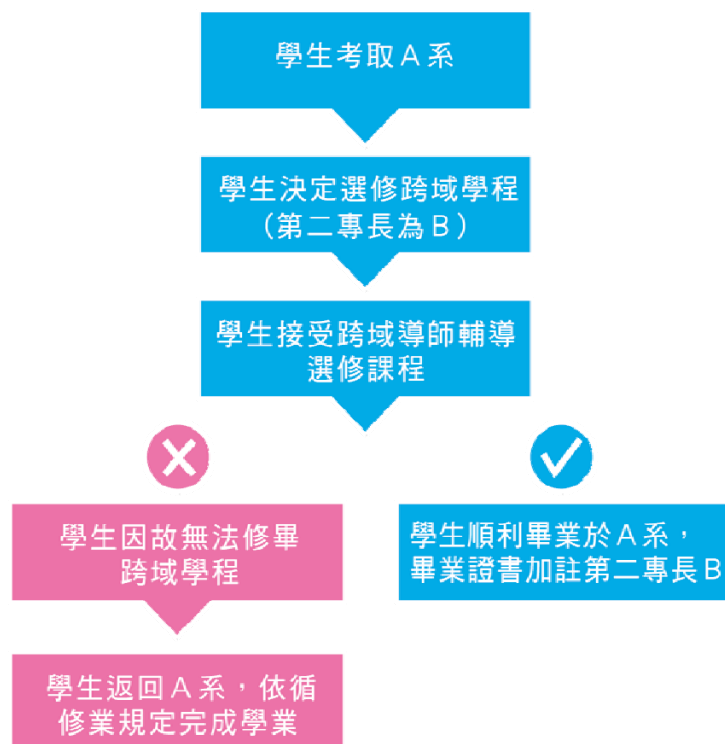 學生考取A系
學生決定選修跨域學程
(第二專長為B)
學生接受跨域導師輔導
選修課程
學生因故無法修畢
跨域學程
學生返回A系，依循
修業規定完成學業
學生順利畢業於A系，
畢業證書加註第二專長B